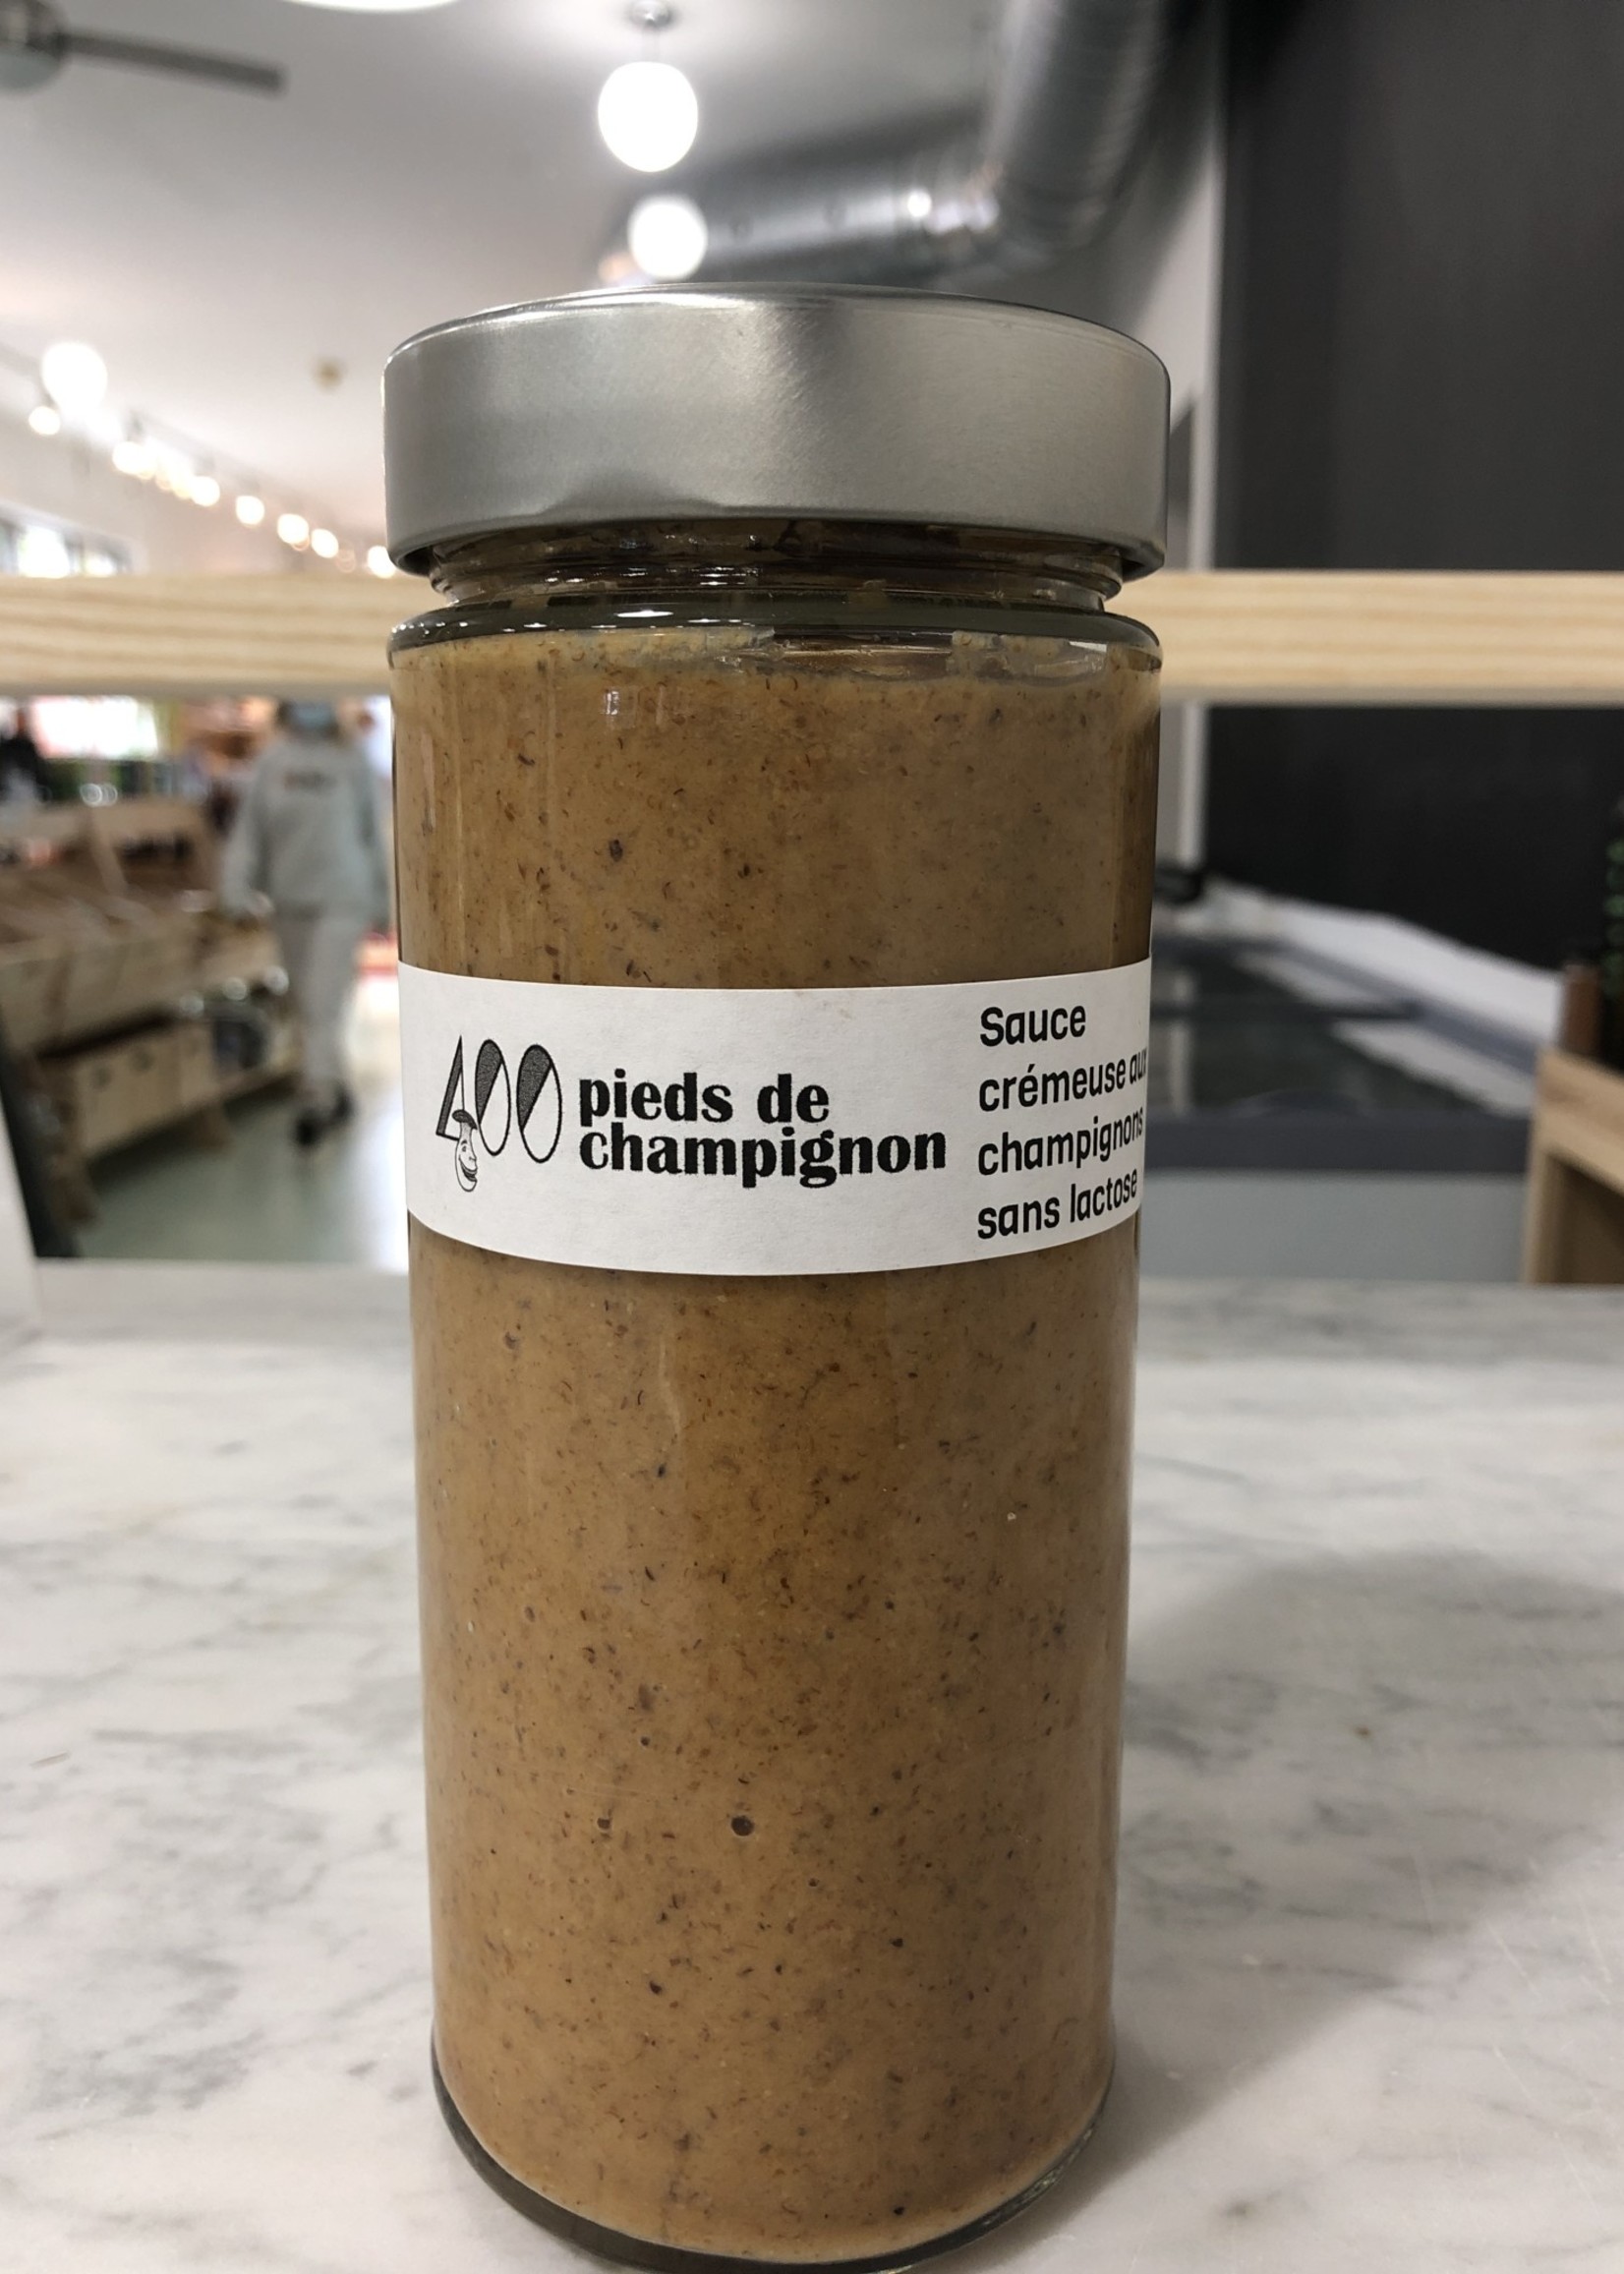 400 pieds de
champignon
Sauce
crémeuse aux
champignons
sans lactose